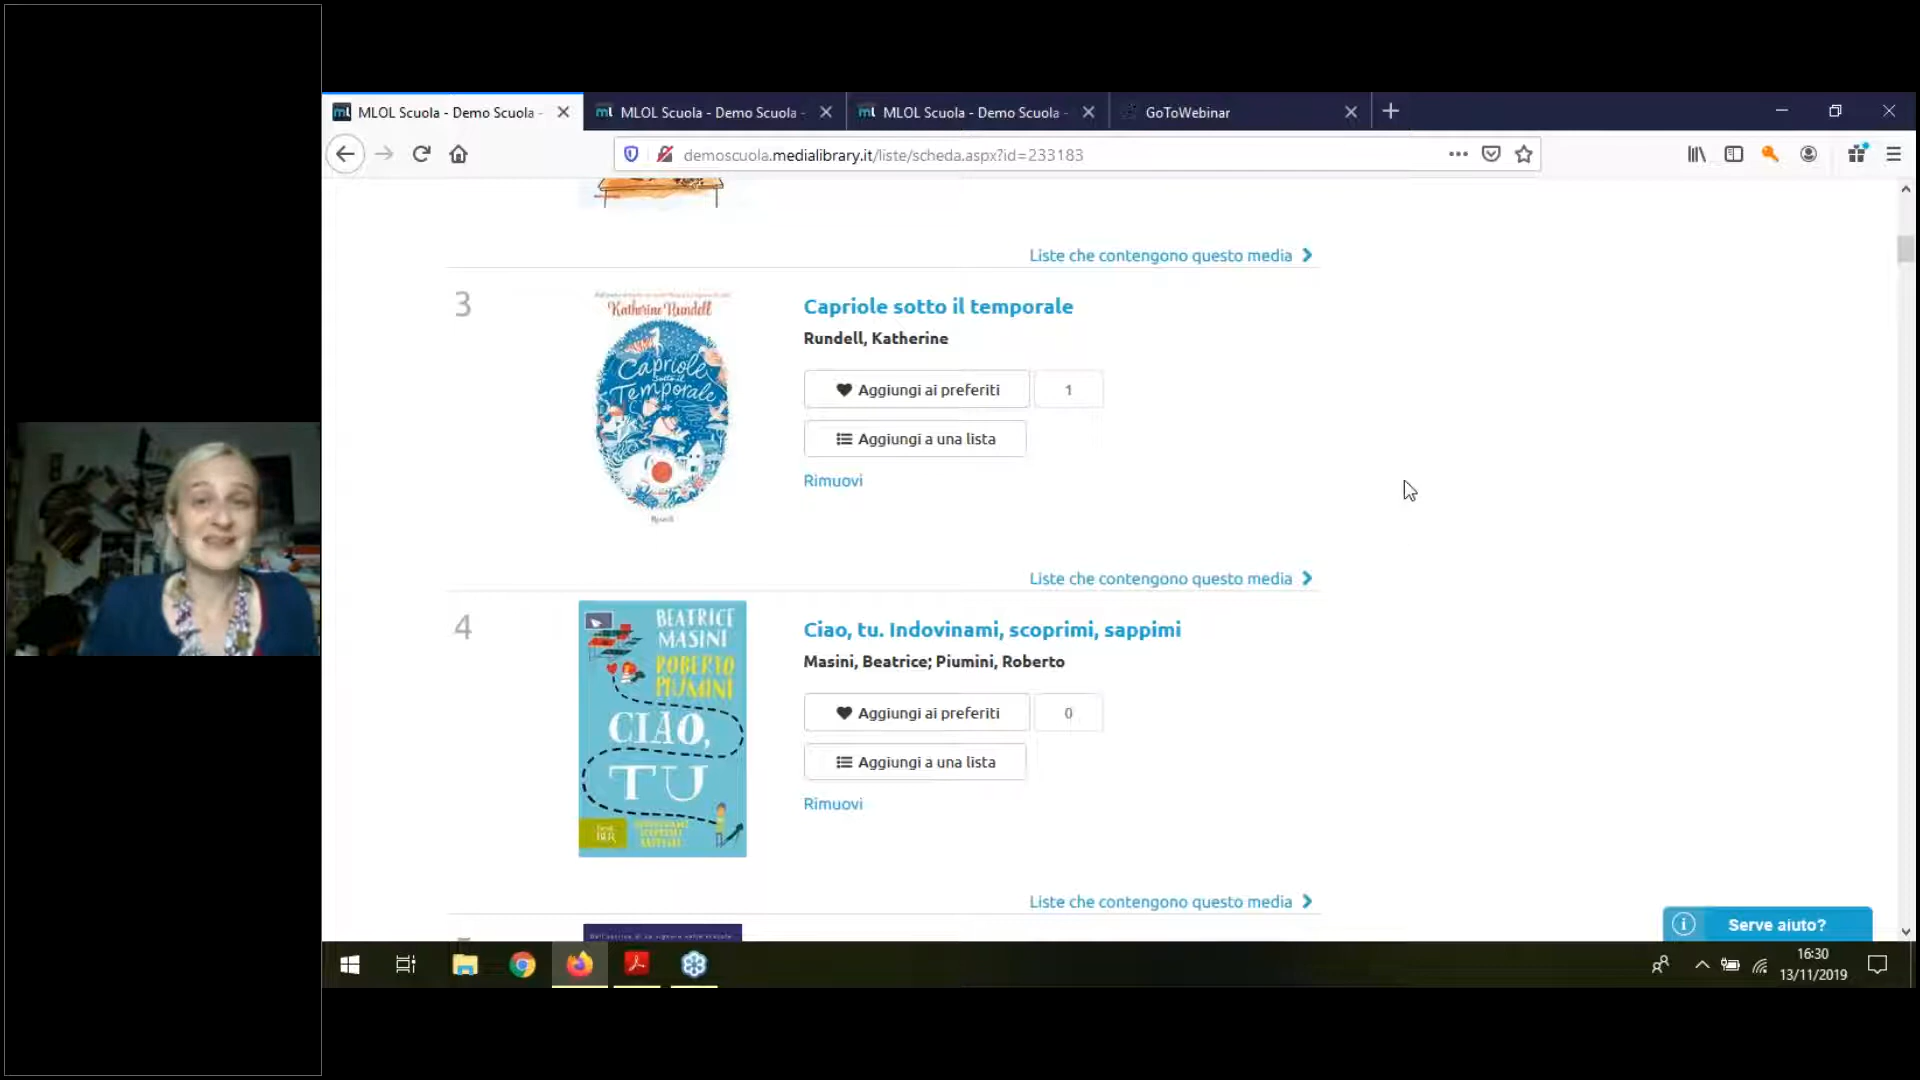 MLOL Scuola - Demo Scuola -
MLOL Scuola - Demo Scuola -
MLOL Scuola - Demo Scuola -
GoToWebinar
demoscuola.medialibrary.it/liste/scheda.aspx?id=233183
Liste che contengono questo media
3
Katherine Rundell
Capriole
sotto il
Temporale
Capriole sotto il temporale
Rundell, Katherine
Aggiungi ai preferiti
1
Aggiungi a una lista
Rimuovi
Liste che contengono questo media
4
BEATRICE
MASINI
ROBERTO
PIUMINI
CIAO,
TU
INDOVINAMI
SCOPRIMI
SAPPIMI
Ciao, tu. Indovinami, scoprimi, sappimi
Masini, Beatrice; Piumini, Roberto
Aggiungi ai preferiti
0
Aggiungi a una lista
Rimuovi
Liste che contengono questo media
Serve aiuto?
16:30
13/11/2019